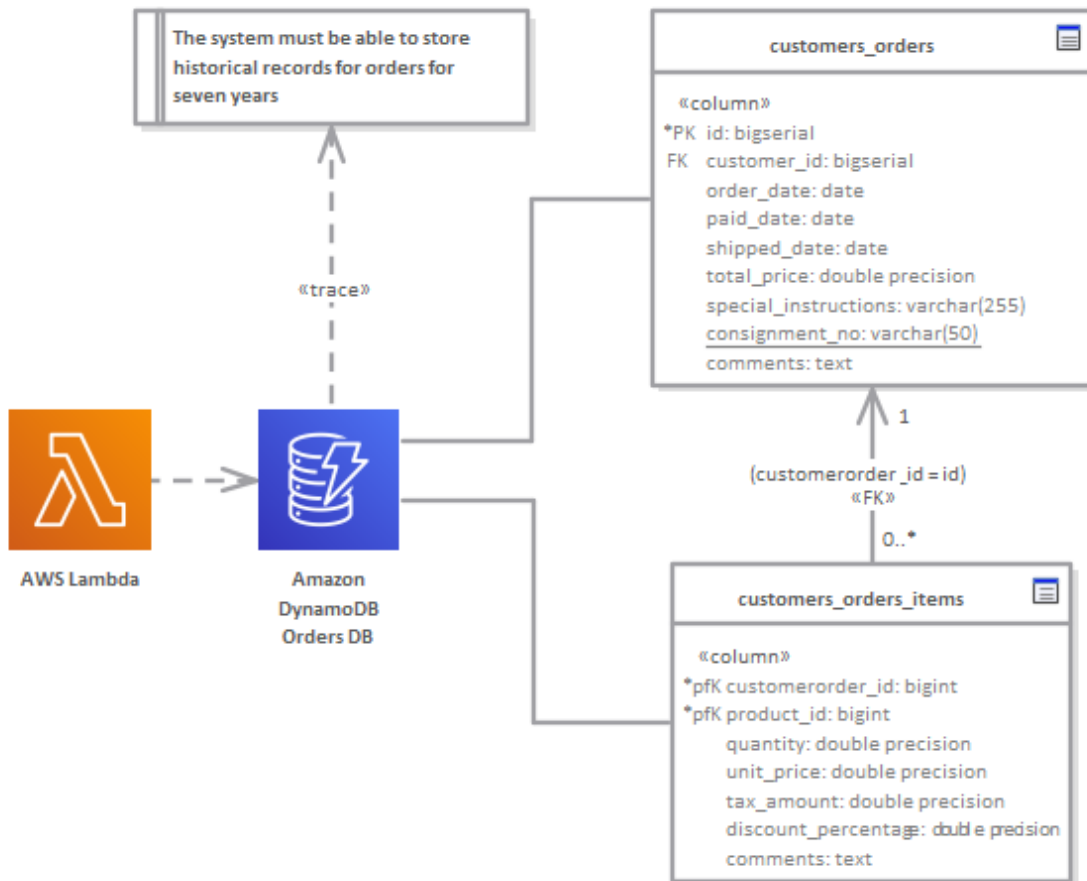 The system must be able to store
historical records for orders for
seven years
«trace»
AWS Lambda
Amazon
DynamoDB
Orders DB
customers_orders
«column»
*PK id: bigserial
FK customer_id: bigserial
order_date: date
paid_date: date
shipped_date: date
total_price: double precision
special_instructions: varchar(255)
consignment_no: varchar(50)
comments: text
1
(customerorder_id = id)
«FK»
0..*
customers_orders_items
«column»
*pfK customerorder_id: bigint
*pfK product_id: bigint
quantity: double precision
unit_price: double precision
tax_amount: double precision
discount_percentage: double precision
comments: text